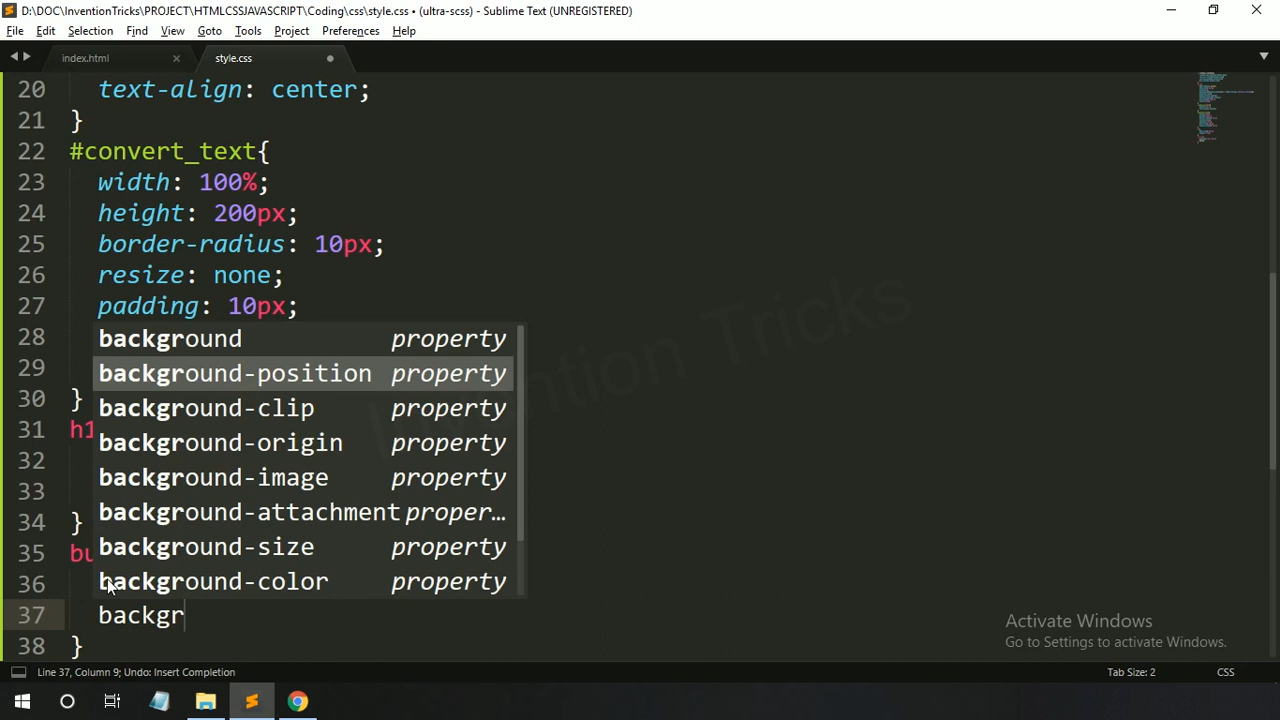 D:\DOC\InventionTricks\PROJECT\HTMLCSSJAVASCRIPT\Coding\css\style.css • (ultra-scss) - Sublime Text (UNREGISTERED)
File Edit Selection Find View Goto Tools Project Preferences Help
index.html style.css
20 text-align: center;
21 }
22 #convert_text{
23 width: 100%;
24 height: 200px;
25 border-radius: 10px;
26 resize: none;
27 padding: 10px;
28 background property
29 background-position property
30 } background-clip property
31 h1 background-origin property
32 background-image property
33 background-attachment proper…
34 } background-size property
35 bu
36 background-color property
37 backgr
38 }
Invention Tricks
Activate Windows
Go to Settings to activate Windows.
Line 37, Column 9; Undo: Insert Completion Tab Size: 2 CSS